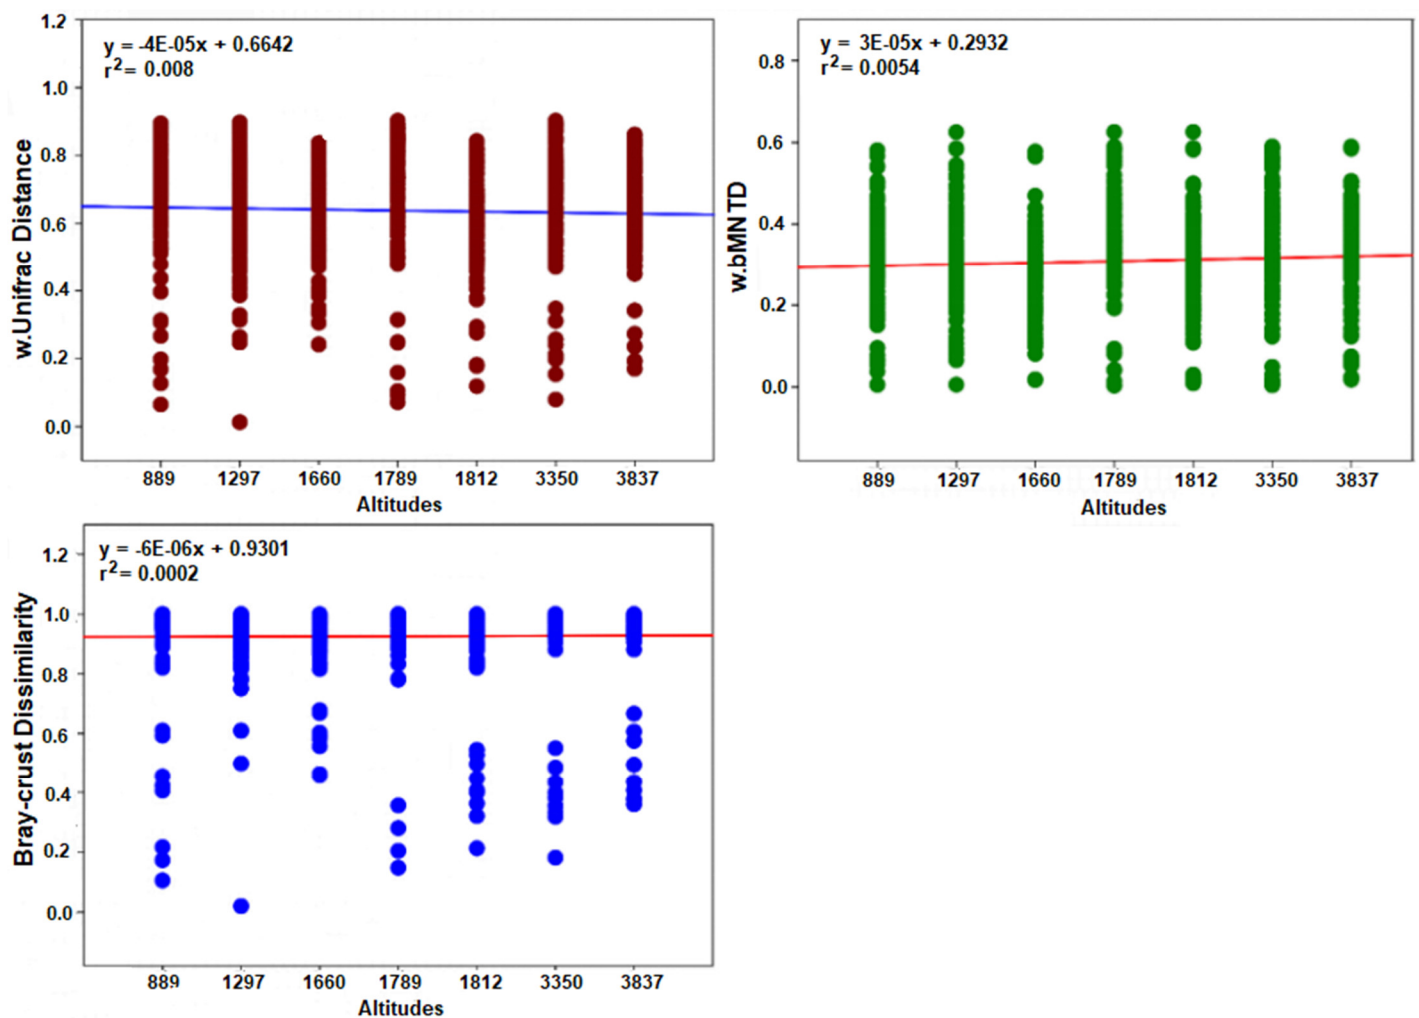 y = -4E-05x + 0.6642
r2= 0.008
w.Unifrac Distance
1.2
1.0
0.8
0.6
0.4
0.2
0.0
889 1297 1660 1789 1812 3350 3837
Altitudes
y = 3E-05x + 0.2932
r2= 0.0054
w.bMNTD
0.8
0.6
0.4
0.2
0.0
889 1297 1660 1789 1812 3350 3837
Altitudes
y = -6E-06x + 0.9301
r2= 0.0002
Bray-crust Dissimilarity
1.2
1.0
0.8
0.6
0.4
0.2
0.0
889 1297 1660 1789 1812 3350 3837
Altitudes